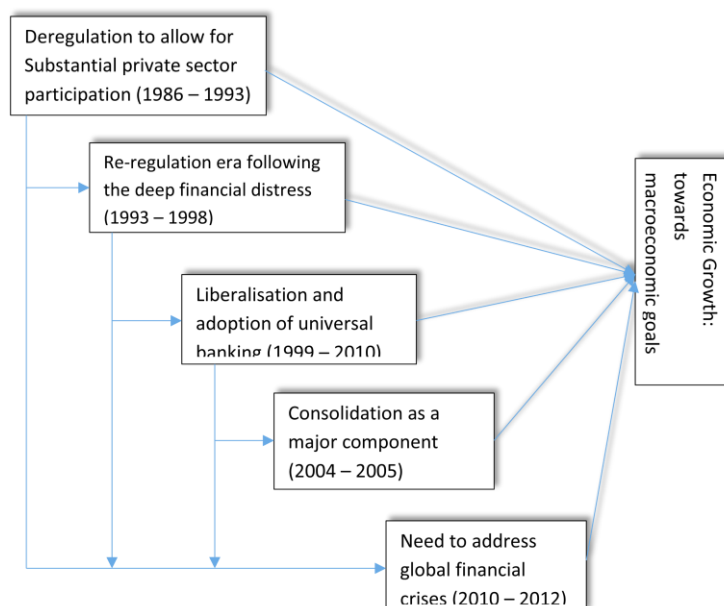 Deregulation to allow for
Substantial private sector
participation (1986 – 1993)
Re-regulation era following
the deep financial distress
(1993 – 1998)
Liberalisation and
adoption of universal
banking (1999 – 2010)
Consolidation as a
major component
(2004 – 2005)
Need to address
global financial
crises (2010 – 2012)
Economic Growth:
towards
macroeconomic goals